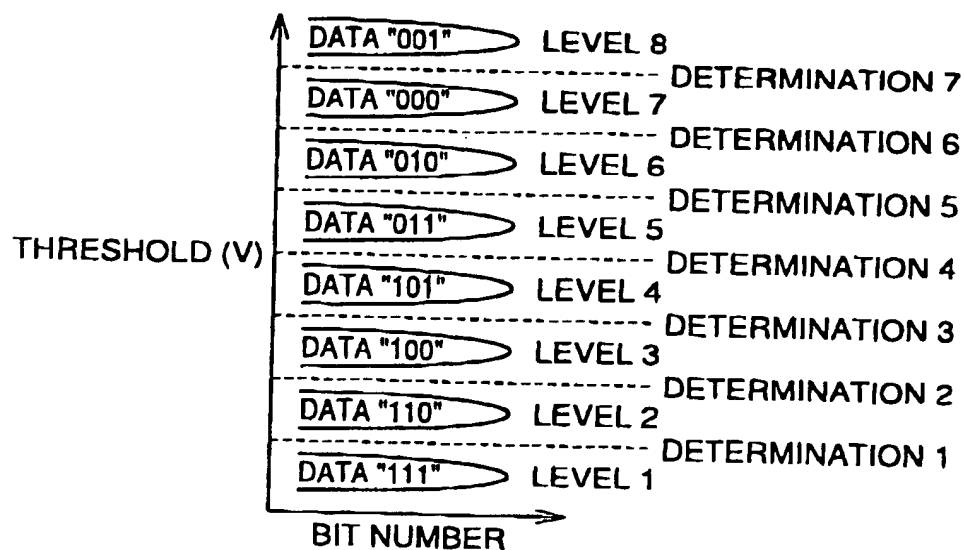 DATA "001" LEVEL 8
DETERMINATION 7
DATA "000" LEVEL 7
DETERMINATION 6
DATA "010" LEVEL 6
DETERMINATION 5
DATA "011" LEVEL 5
THRESHOLD (V)
DETERMINATION 4
DATA "101" LEVEL 4
DETERMINATION 3
DATA "100" LEVEL 3
DETERMINATION 2
DATA "110" LEVEL 2
DETERMINATION 1
DATA "111" LEVEL 1
BIT NUMBER